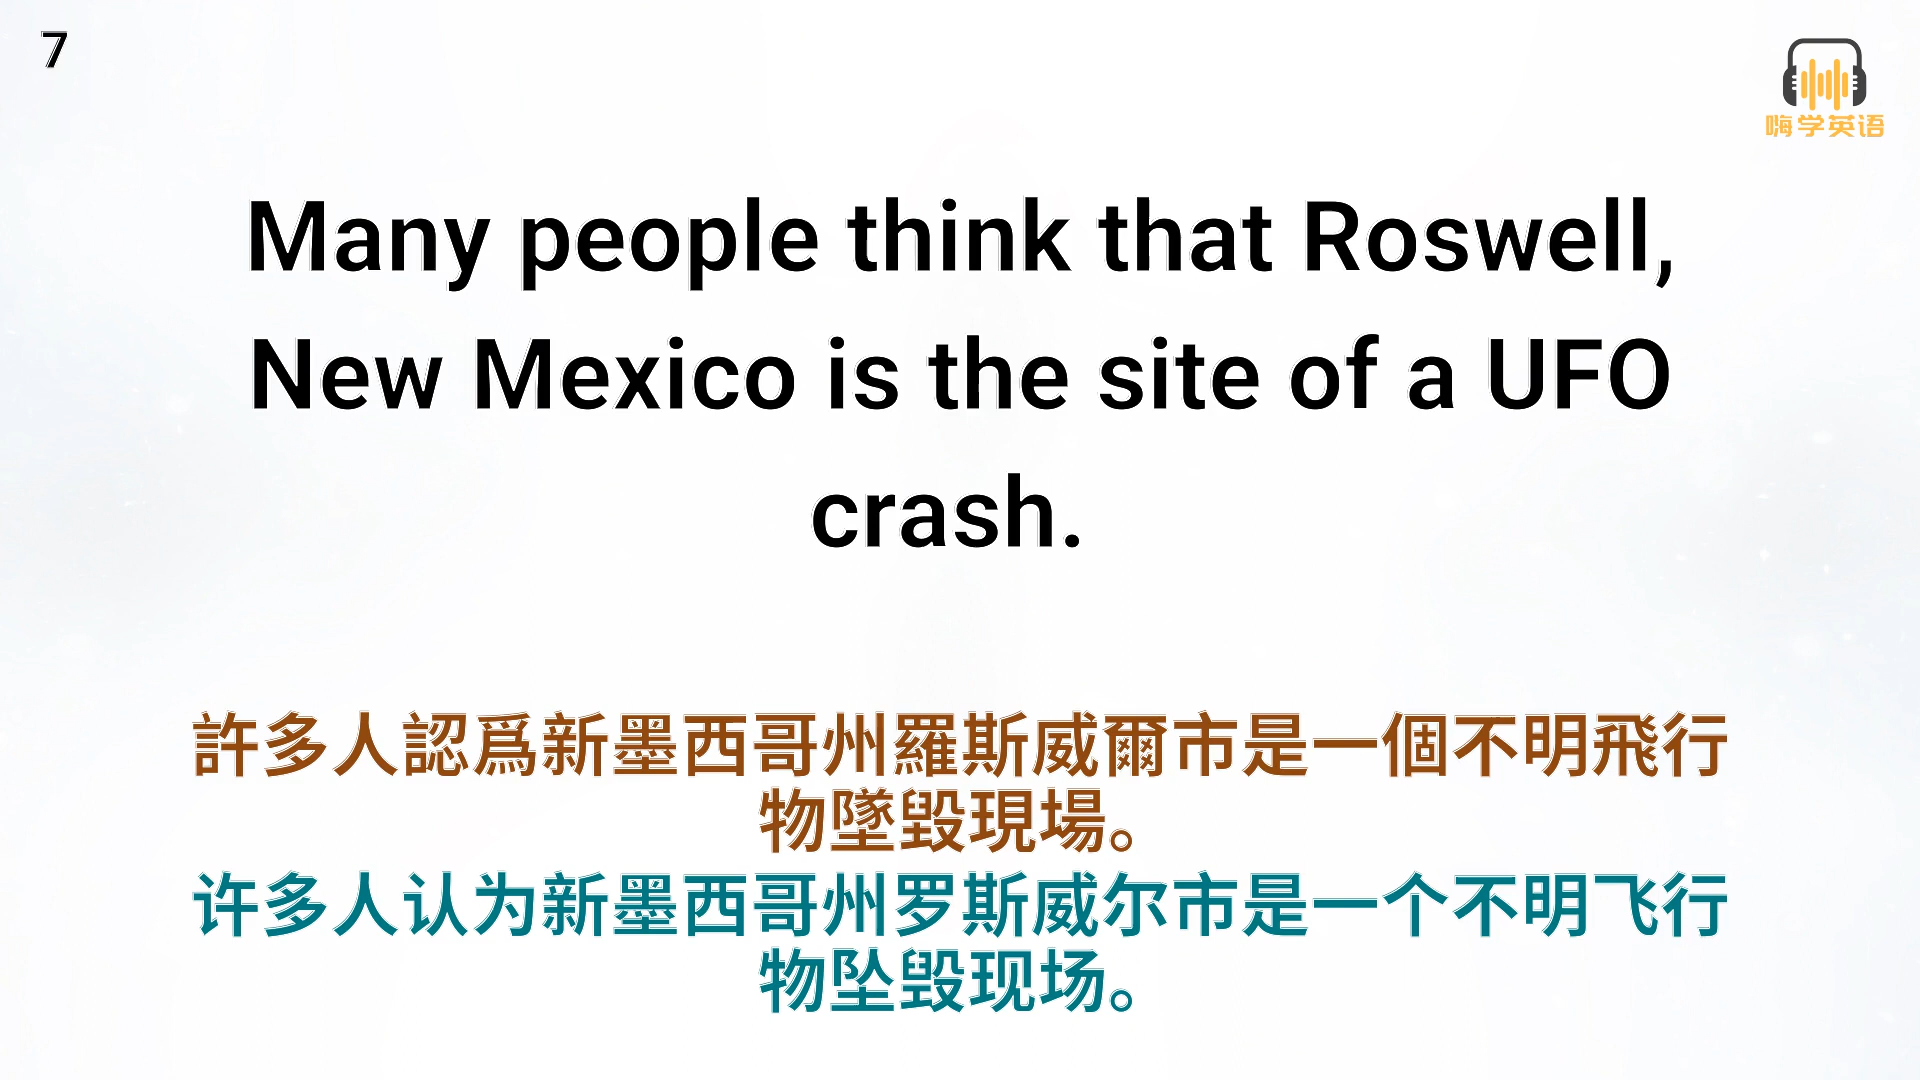 7
嗨学英语
Many people think that Roswell,
New Mexico is the site of a UFO
crash.
許多人認爲新墨西哥州羅斯威爾市是一個不明飛行
物墜毀現場。
许多人认为新墨西哥州罗斯威尔市是一个不明飞行
物坠毁现场。